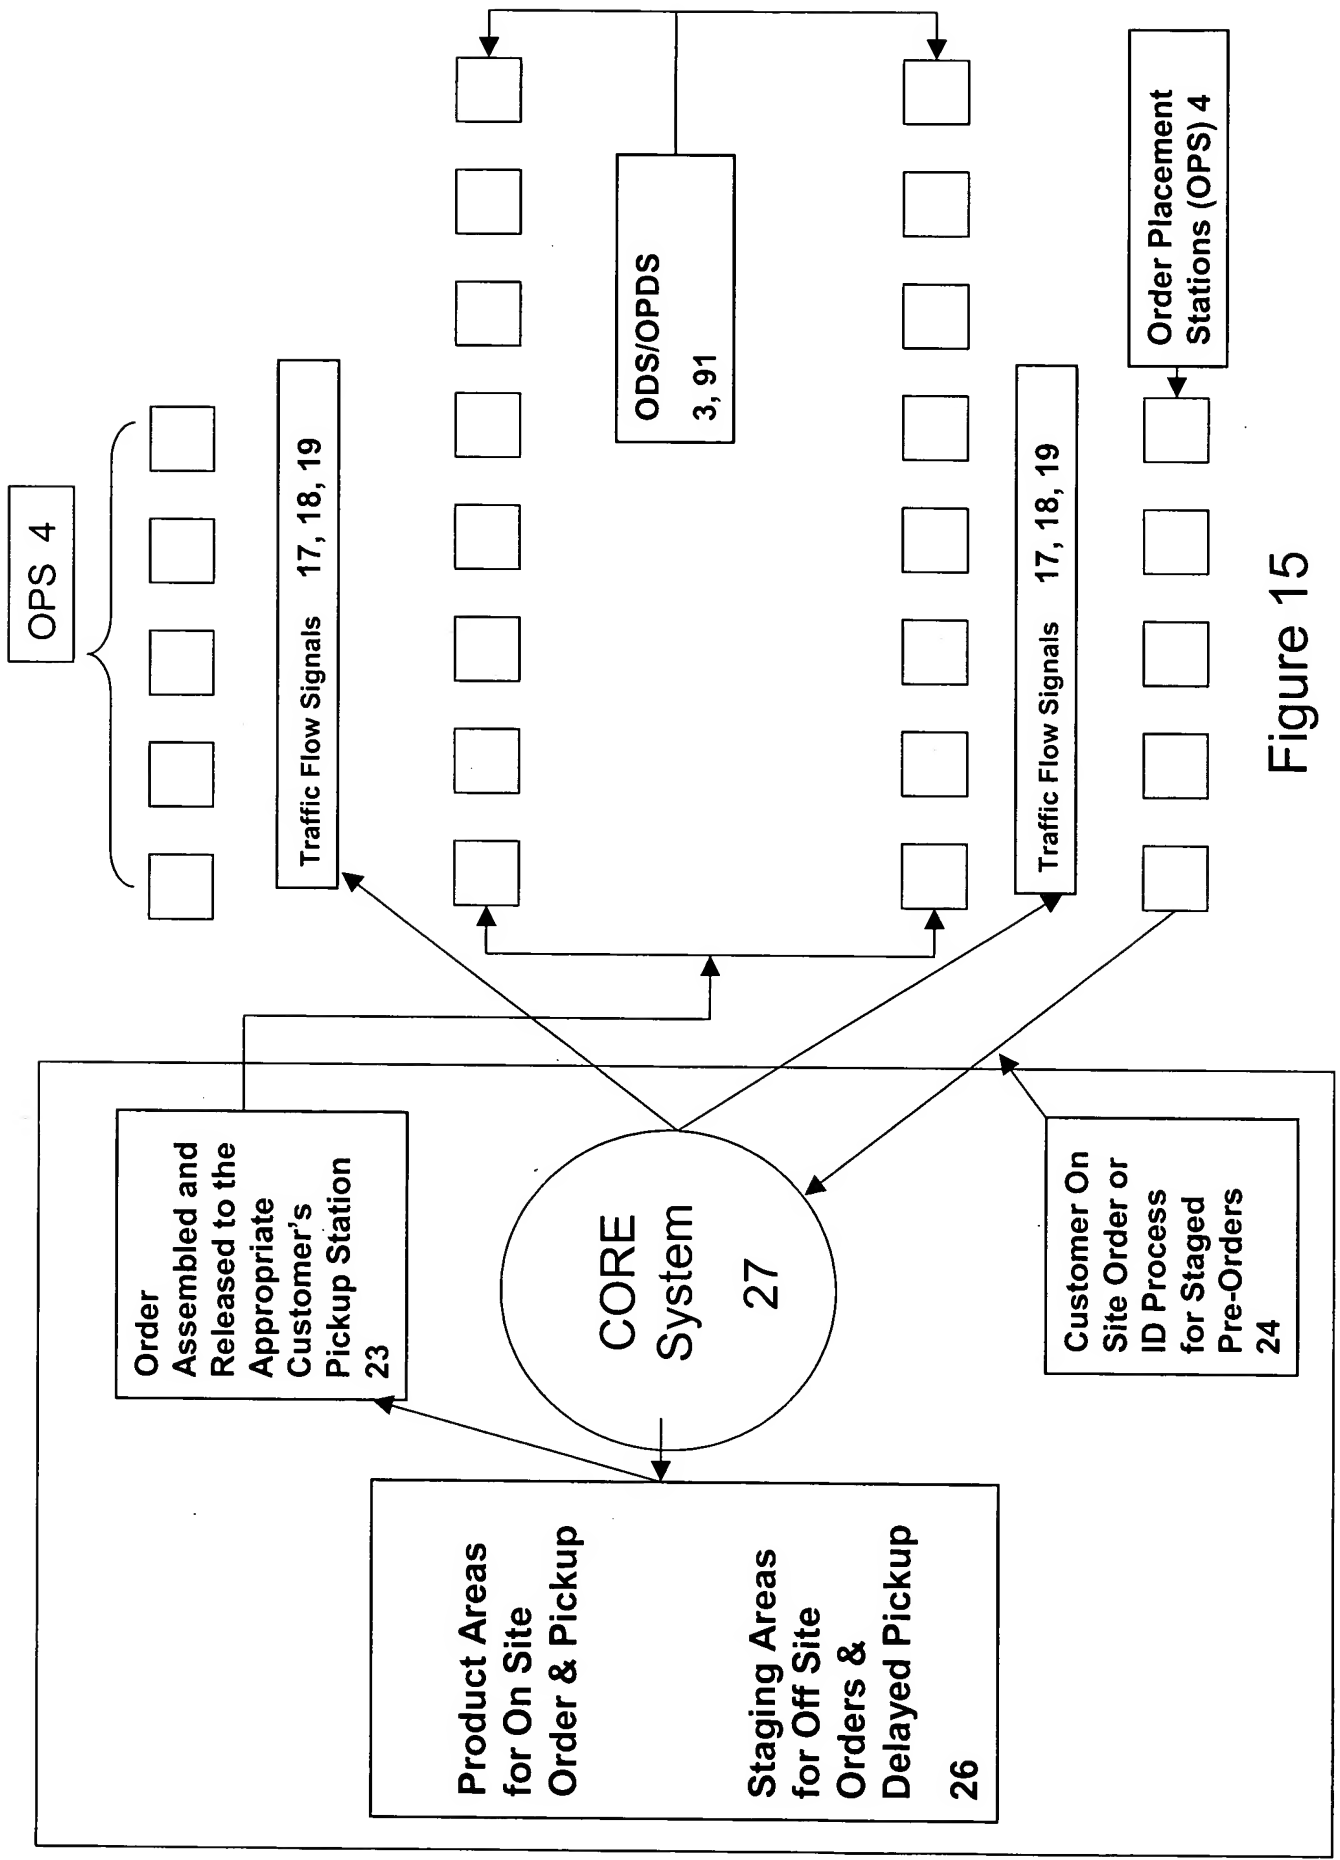 OPS 4
Traffic Flow Signals 17, 18, 19
Order
Assembled and
Released to the
Appropriate
Customer's
Pickup Station
23
ODS/OPDS
3, 91
Product Areas
for On Site
Order & Pickup
Staging Areas
for Off Site
Orders &
Delayed Pickup
26
CORE
System
27
Traffic Flow Signals 17, 18, 19
Customer On
Site Order or
ID Process
for Staged
Pre-Orders
24
Order Placement
Stations (OPS) 4
Figure 15